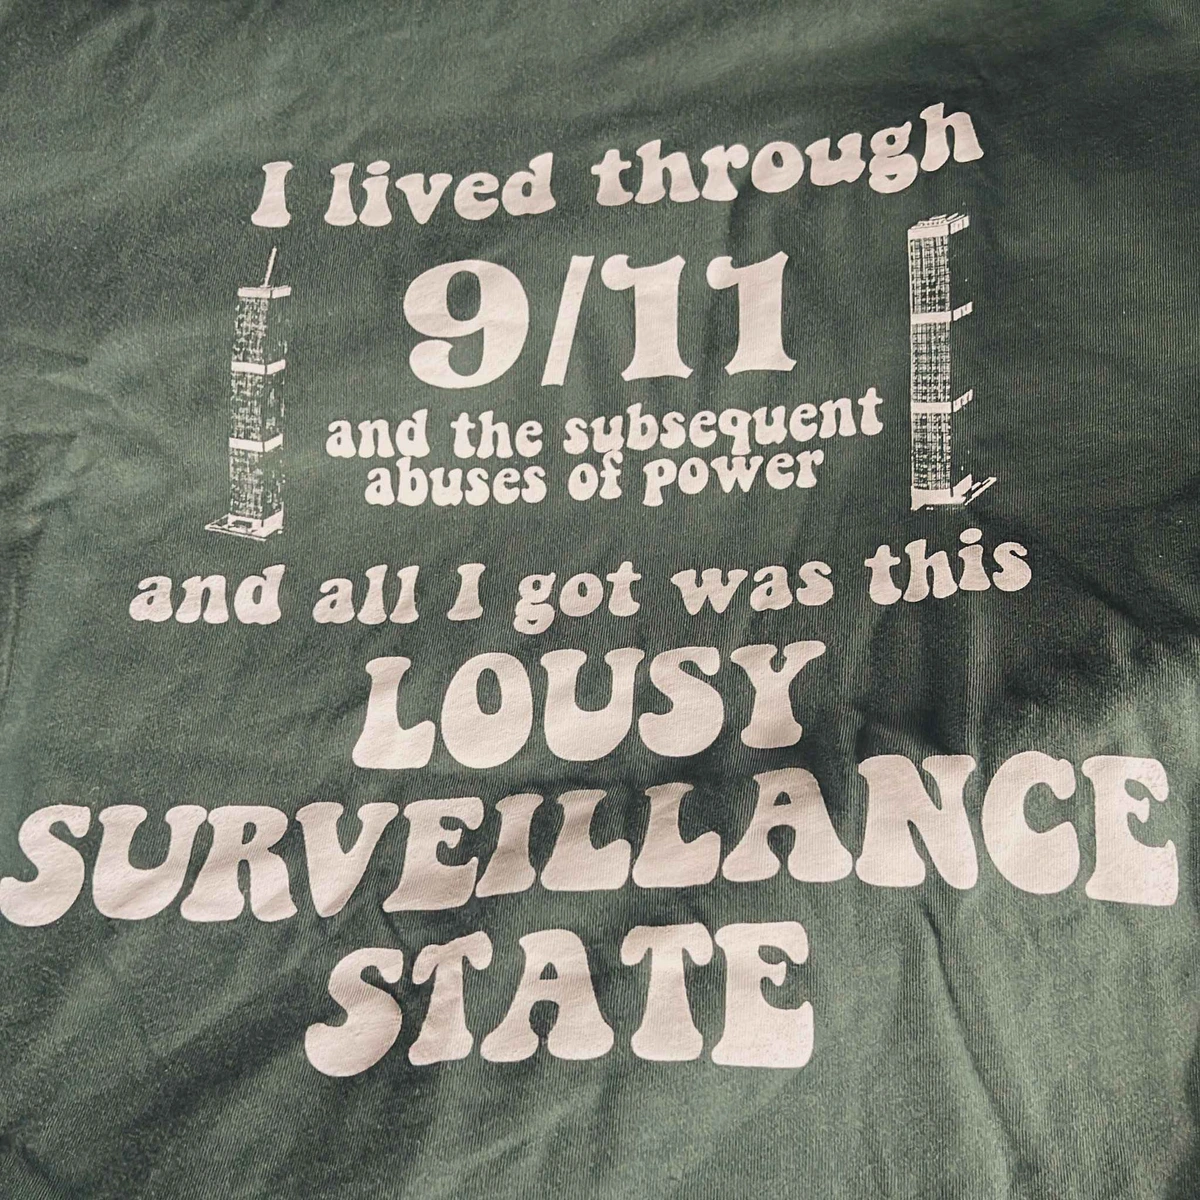 I lived through
9/11
and the subsequent
abuses of power
and all I got was this
LOUSY
SURVEILLANCE
STATE